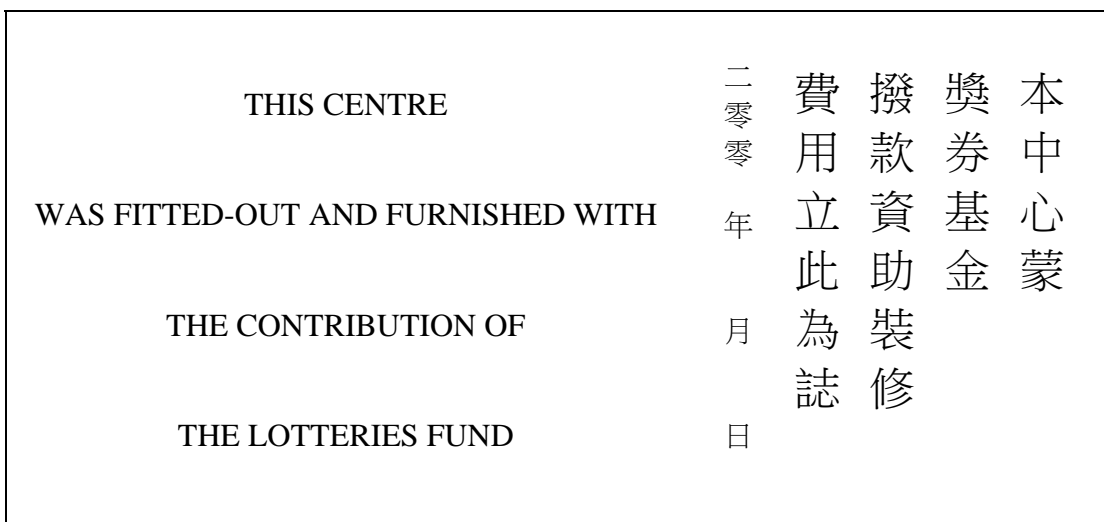 THIS CENTRE
WAS FITTED-OUT AND FURNISHED WITH
THE CONTRIBUTION OF
THE LOTTERIES FUND
本中心蒙
獎券基金
撥款資助裝修
費用立此為誌
二零零 年 月 日